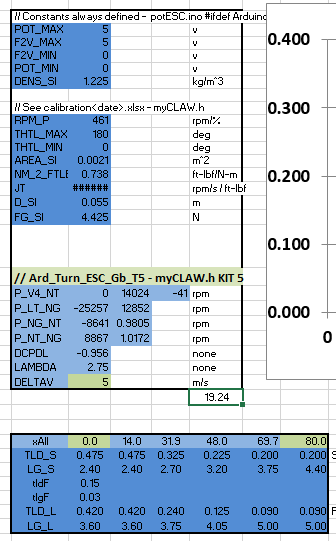 // Constants always defined - potESC.ino #ifdef Arduino
POT_MAX 5 v
F2V_MAX 5 v
F2V_MIN 0 v
POT_MIN 0 v
DENS_SI 1.225 kg/m^3
// See calibration<date>.xlsx - myCLAW.h
RPM_P 461 rpm/%
THTL_MAX 180 deg
THTL_MIN 0 deg
AREA_SI 0.0021 m^2
NM_2_FTLB 0.738 ft-lbf/N-m
JT ###### rpm/s / ft-lbf
D_SI 0.055 m
FG_SI 4.425 N
// Ard_Turn_ESC_Gb_T5 - myCLAW.h KIT 5
P_V4_NT 0 14024 -41 rpm
P_LT_NG -25257 12852 rpm
P_NG_NT -8641 0.9805 rpm
P_NT_NG 8867 1.0172 rpm
DCPDL -0.956 none
LAMBDA 2.75 none
DELTAV 5 m/s
19.24
xAll 0.0 14.0 31.9 48.0 69.7 80.0
TLD_S 0.475 0.475 0.325 0.225 0.200 0.200 S
LG_S 2.40 2.40 2.70 3.20 3.75 4.40
tldF 0.15
tlgF 0.03
TLD_L 0.420 0.420 0.240 0.125 0.090 0.090 F
LG_L 3.60 3.60 3.75 4.05 5.00 5.00
0.400
0.300
0.200
0.100
0.000
0